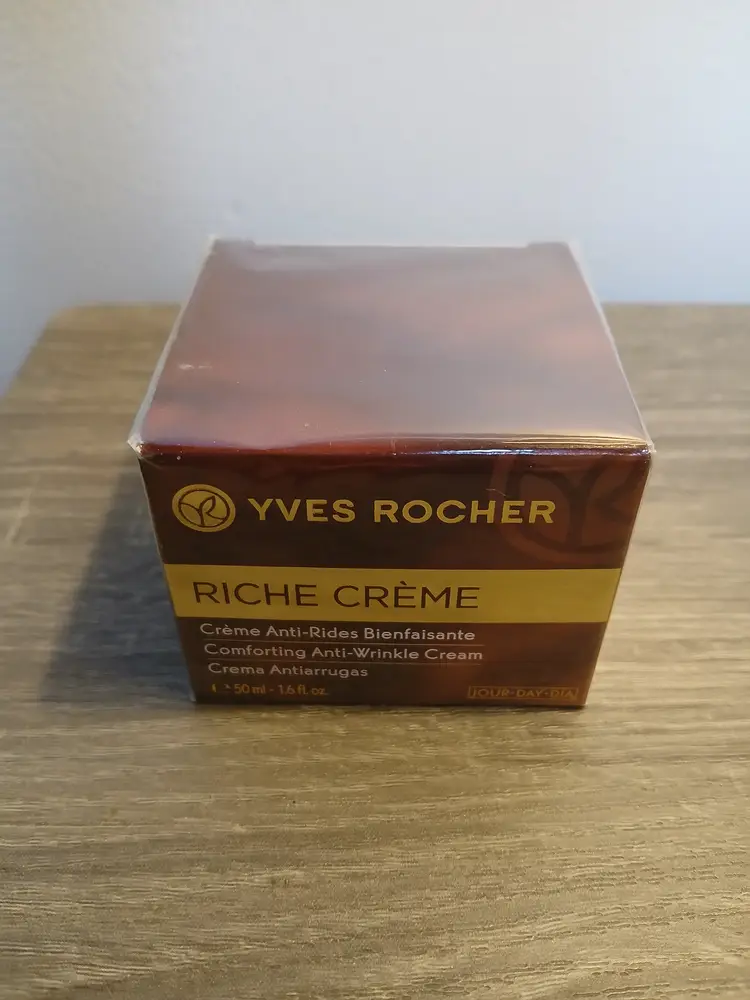 YVES ROCHER
RICHE CRÈME
Crème Anti-Rides Bienfaisante
Comforting Anti-Wrinkle Cream
Crema Antiarrugas
50 ml - 1.6 fl. oz.
JOUR-DAY-DIA